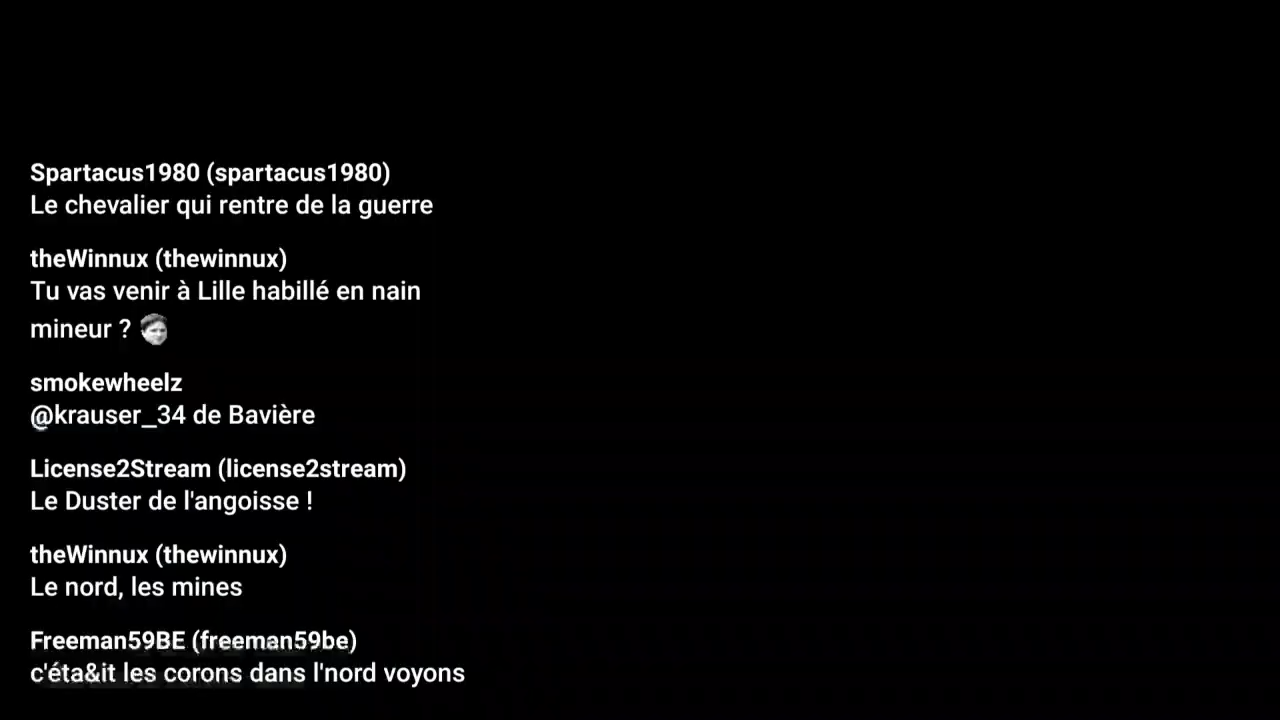 Spartacus1980 (spartacus1980)
Le chevalier qui rentre de la guerre
theWinnux (thewinnux)
Tu vas venir à Lille habillé en nain
mineur ?
smokewheelz
@krauser_34 de Bavière
License2Stream (license2stream)
Le Duster de l'angoisse !
theWinnux (thewinnux)
Le nord, les mines
Freeman59BE (freeman59be)
c'éta&it les corons dans l'nord voyons